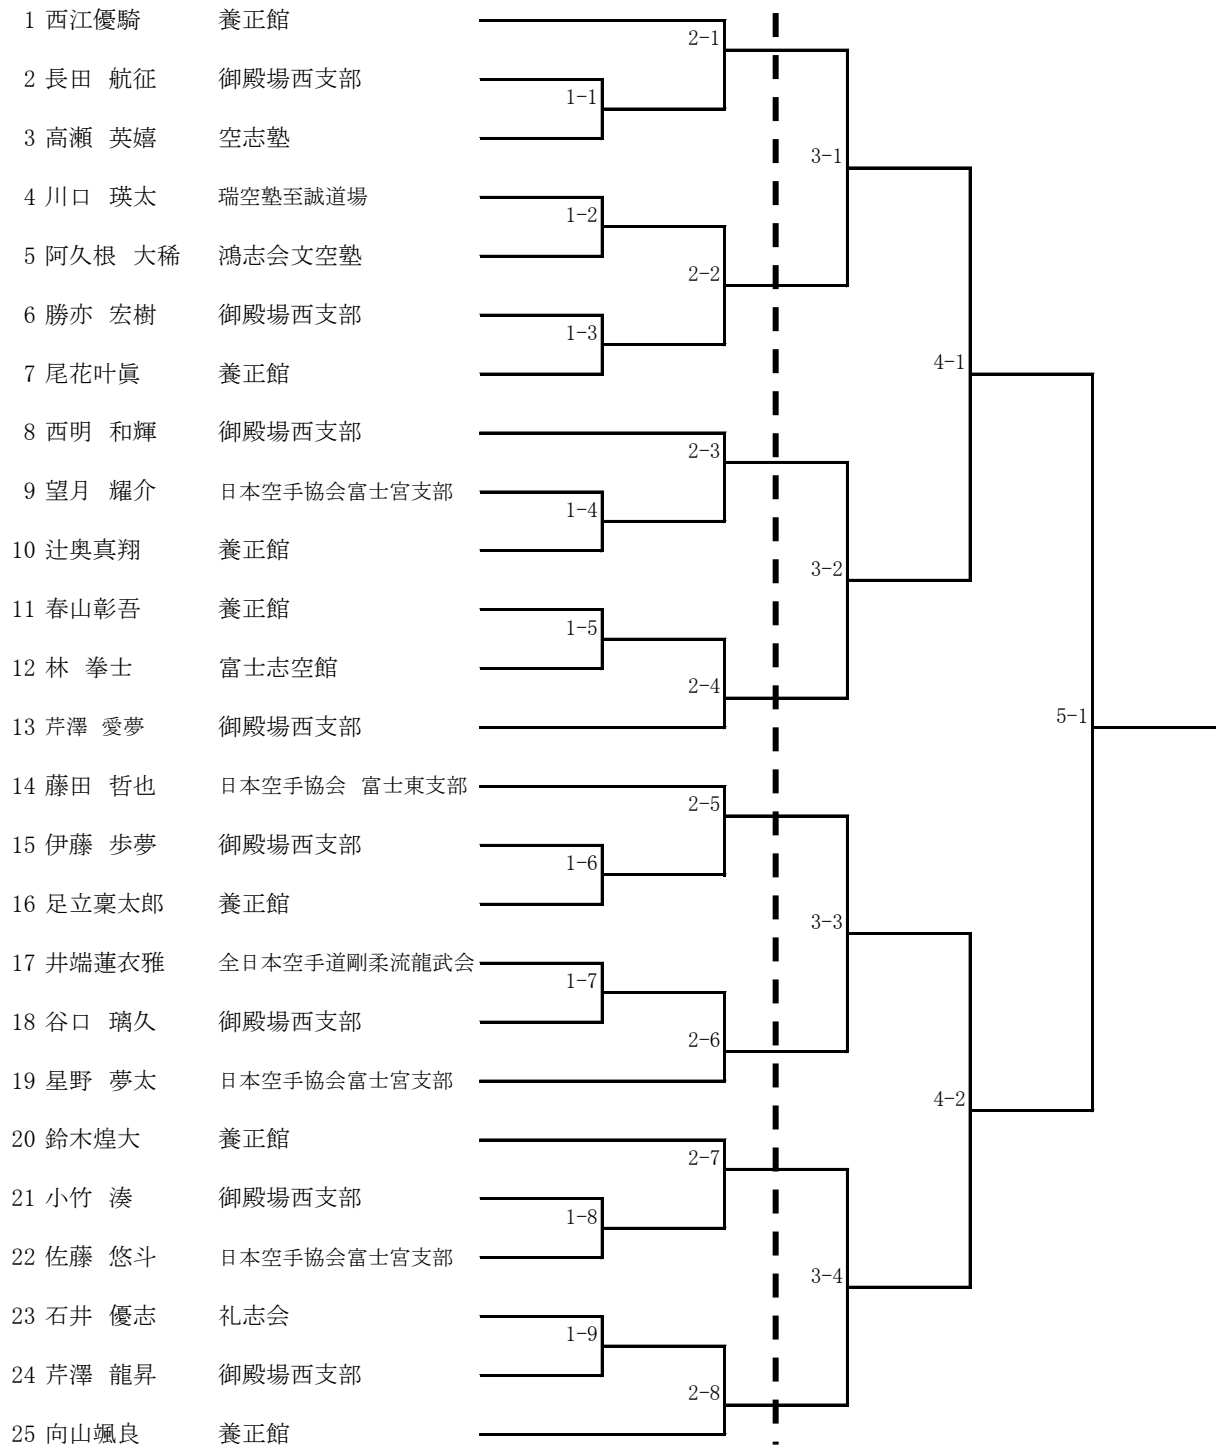 1 西江優騎 養正館
2-1
2 長田 航征 御殿場西支部
1-1
3 高瀬 英嬉 空志塾
3-1
4 川口 瑛太 瑞空塾至誠道場
1-2
5 阿久根 大稀 鴻志会文空塾
2-2
6 勝亦 宏樹 御殿場西支部
1-3
7 尾花叶眞 養正館
4-1
8 西明 和輝 御殿場西支部
2-3
9 望月 耀介 日本空手協会富士宮支部
1-4
10 辻奥真翔 養正館
3-2
11 春山彰吾 養正館
1-5
12 林 拳士 富士志空館
2-4
13 芹澤 愛夢 御殿場西支部
5-1
14 藤田 哲也 日本空手協会 富士東支部
2-5
15 伊藤 歩夢 御殿場西支部
1-6
16 足立稟太郎 養正館
3-3
17 井端蓮衣雅 全日本空手道剛柔流龍武会
1-7
18 谷口 璃久 御殿場西支部
2-6
19 星野 夢太 日本空手協会富士宮支部
4-2
20 鈴木煌大 養正館
2-7
21 小竹 湊 御殿場西支部
1-8
22 佐藤 悠斗 日本空手協会富士宮支部
3-4
23 石井 優志 礼志会
1-9
24 芹澤 龍昇 御殿場西支部
2-8
25 向山颯良 養正館